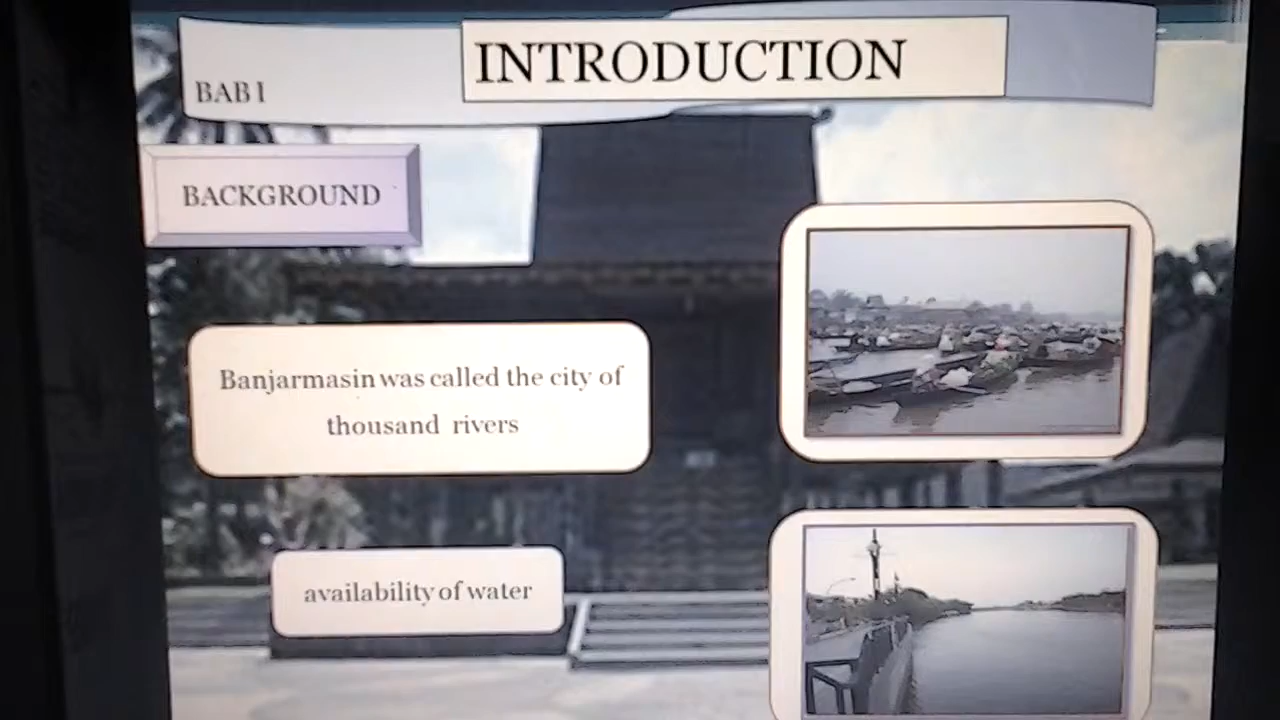 INTRODUCTION
BAB I
BACKGROUND
Banjarmasin was called the city of
thousand rivers
availability of water